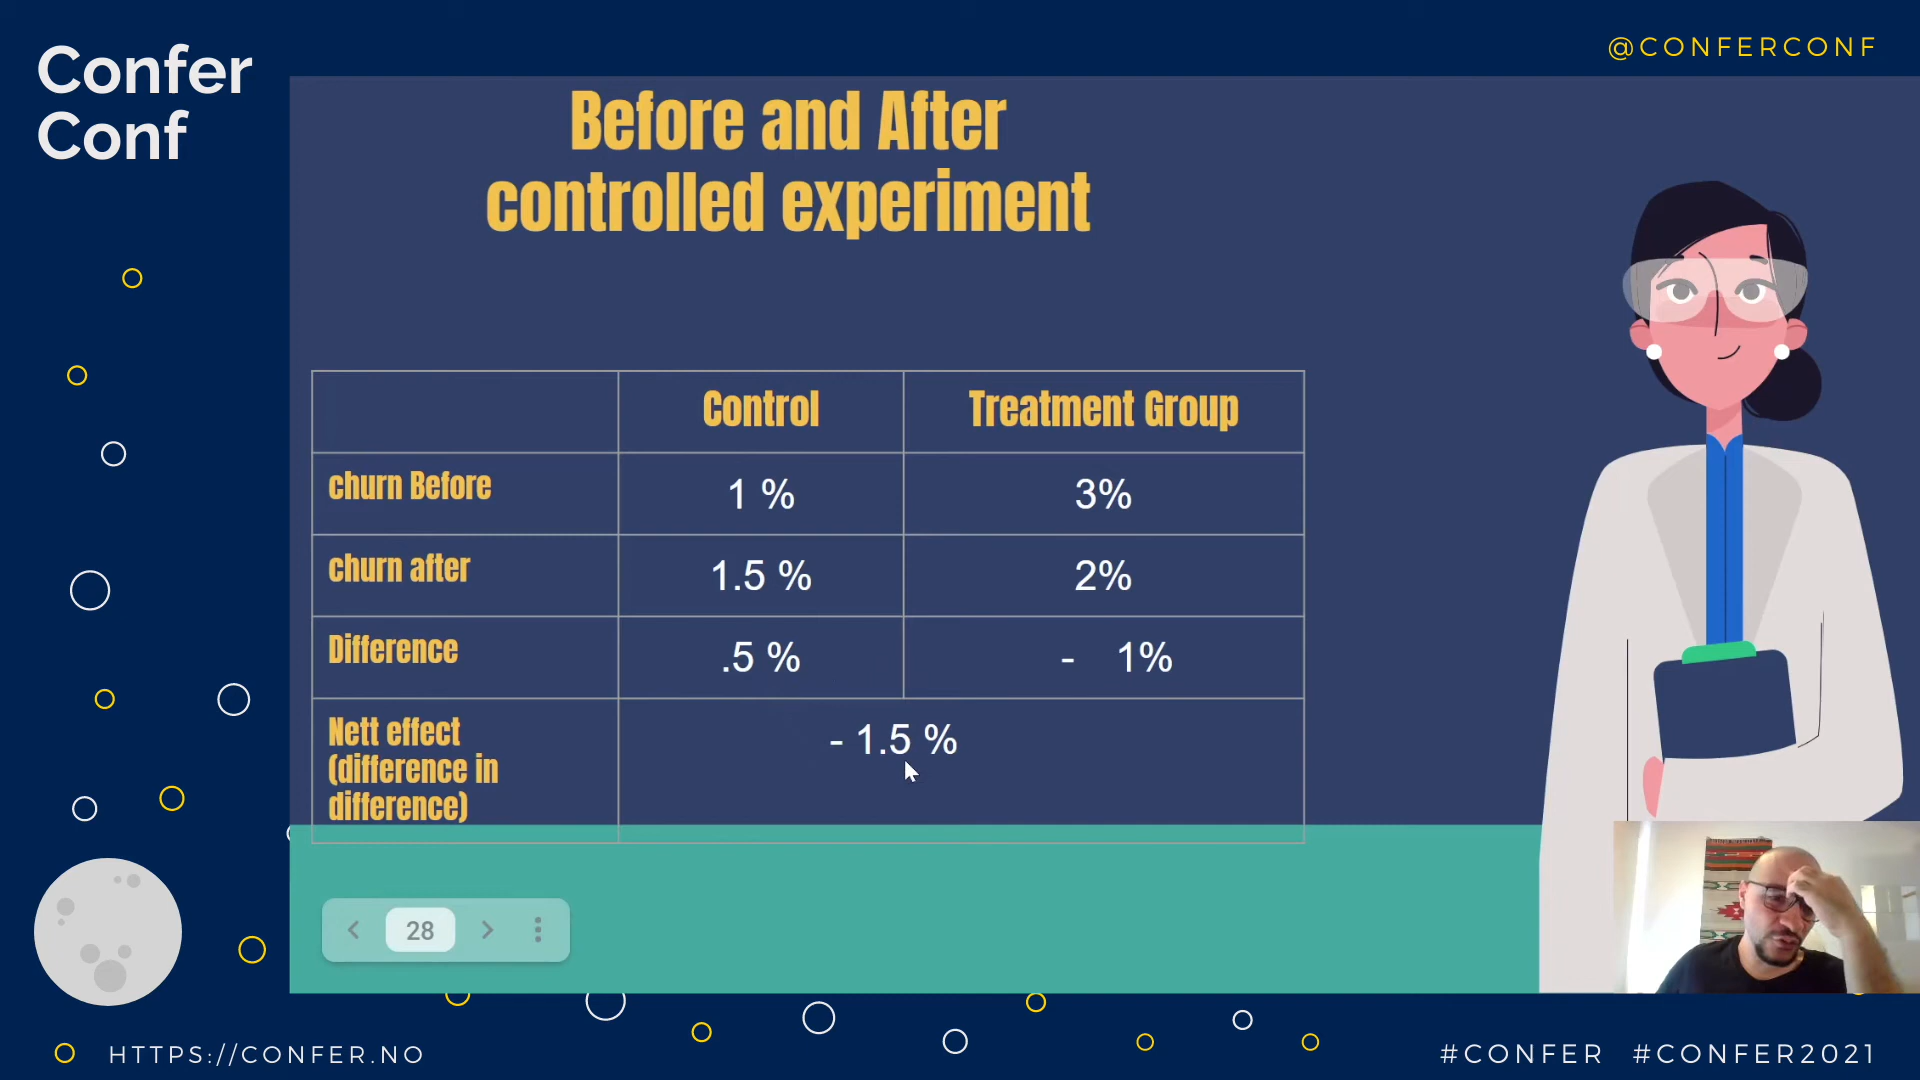 Confer
Conf
@CONFERCONF
Before and After
controlled experiment
Control
Treatment Group
churn Before
1 %
3%
churn after
1.5 %
2%
Difference
.5 %
- 1%
Nett effect
(difference in
difference)
- 1.5 %
28
HTTPS://CONFER.NO
#CONFER #CONFER2021